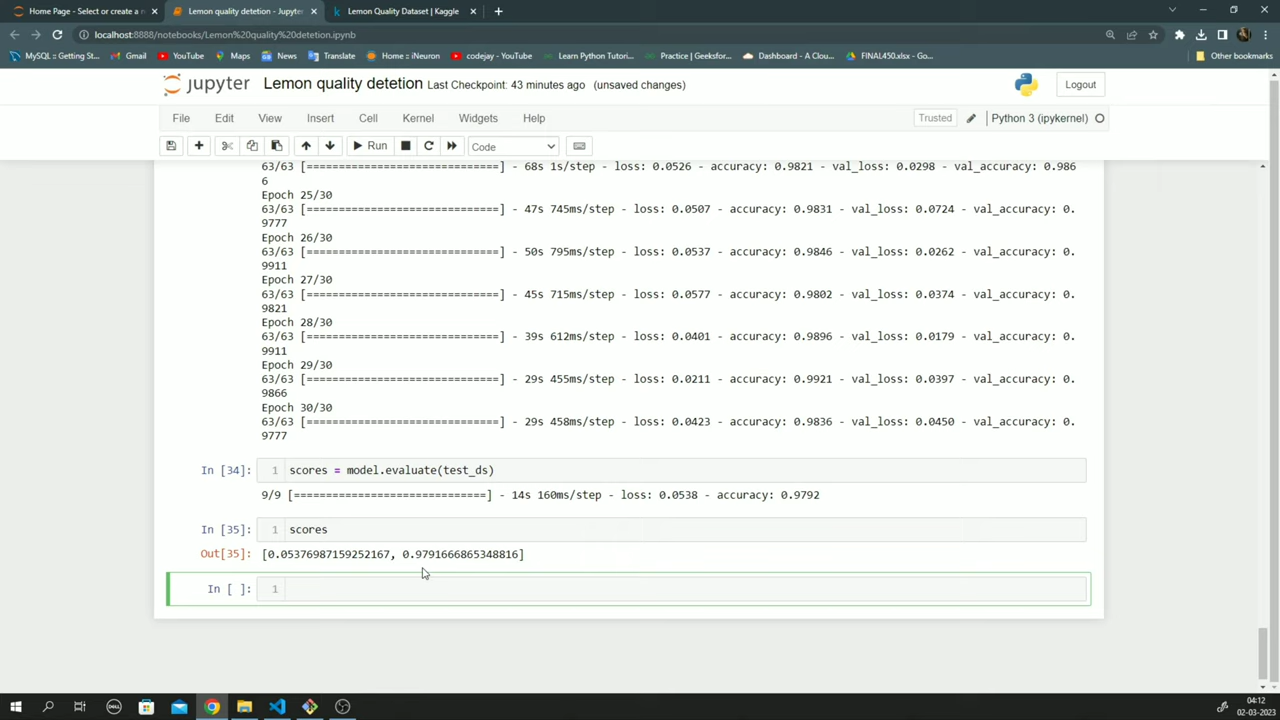 Home Page - Select or create a n
Lemon quality detetion - Jupyter
Lemon Quality Dataset | Kaggle
localhost:8888/notebooks/Lemon%20quality%20detetion.ipynb
MySQL :: Getting St...
Gmail
YouTube
Maps
News
Translate
Home :: iNeuron
codejay - YouTube
Learn Python Tutori...
Practice | Geeksfor...
Dashboard - A Clou...
FINAL450.xlsx - Go...
Other bookmarks
jupyter Lemon quality detetion Last Checkpoint: 43 minutes ago (unsaved changes)
Logout
File Edit View Insert Cell Kernel Widgets Help
Trusted
Python 3 (ipykernel)
Run
Code
63/63 [==============================] - 68s 1s/step - loss: 0.0526 - accuracy: 0.9821 - val_loss: 0.0298 - val_accuracy: 0.986
6
Epoch 25/30
63/63 [==============================] - 47s 745ms/step - loss: 0.0507 - accuracy: 0.9831 - val_loss: 0.0724 - val_accuracy: 0.
9777
Epoch 26/30
63/63 [==============================] - 50s 795ms/step - loss: 0.0537 - accuracy: 0.9846 - val_loss: 0.0262 - val_accuracy: 0.
9911
Epoch 27/30
63/63 [==============================] - 45s 715ms/step - loss: 0.0577 - accuracy: 0.9802 - val_loss: 0.0374 - val_accuracy: 0.
9821
Epoch 28/30
63/63 [==============================] - 39s 612ms/step - loss: 0.0401 - accuracy: 0.9896 - val_loss: 0.0179 - val_accuracy: 0.
9911
Epoch 29/30
63/63 [==============================] - 29s 455ms/step - loss: 0.0211 - accuracy: 0.9921 - val_loss: 0.0397 - val_accuracy: 0.
9866
Epoch 30/30
63/63 [==============================] - 29s 458ms/step - loss: 0.0423 - accuracy: 0.9836 - val_loss: 0.0450 - val_accuracy: 0.
9777
In [34]: 1 scores = model.evaluate(test_ds)
9/9 [==============================] - 14s 160ms/step - loss: 0.0538 - accuracy: 0.9792
In [35]: 1 scores
Out[35]: [0.05376987159252167, 0.9791666865348816]
In [ ]: 1
DELL
04:12
02-03-2023